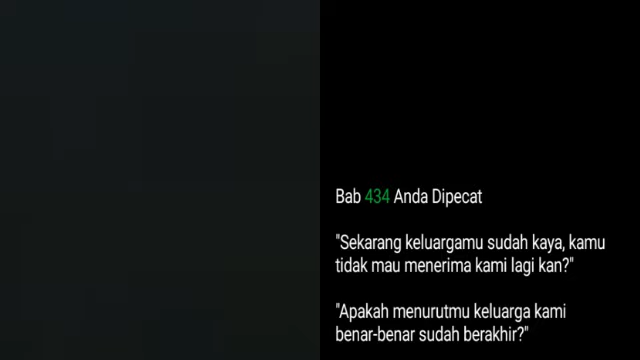 Bab 434 Anda Dipecat
"Sekarang keluargamu sudah kaya, kamu
tidak mau menerima kami lagi kan?"
"Apakah menurutmu keluarga kami
benar-benar sudah berakhir?"